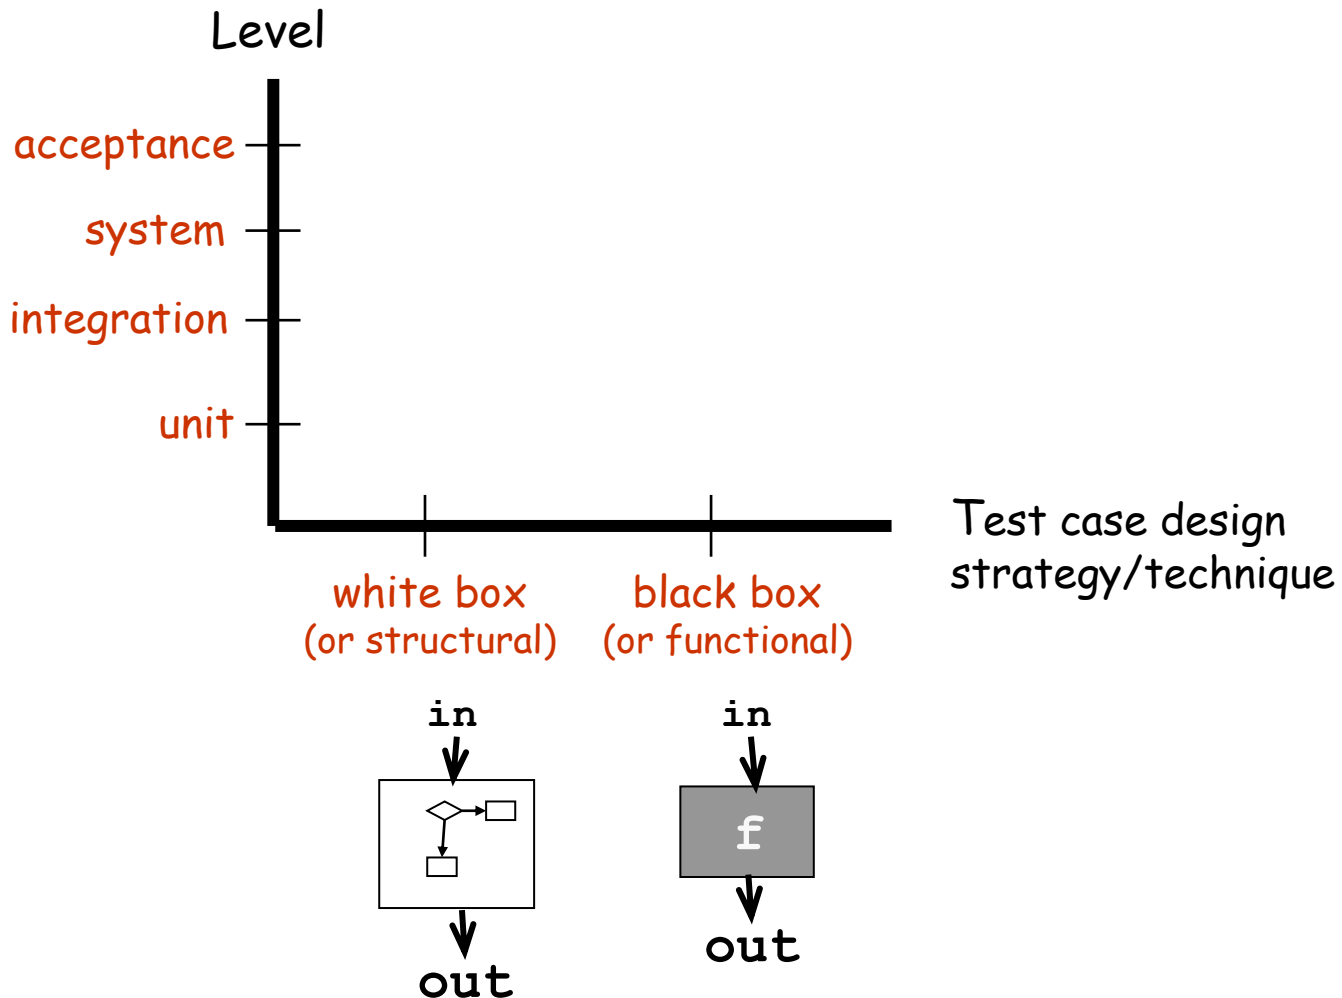 Level
acceptance
system
integration
unit
Test case design
strategy/technique
white box
(or structural)
black box
(or functional)
in
in
f
out
out